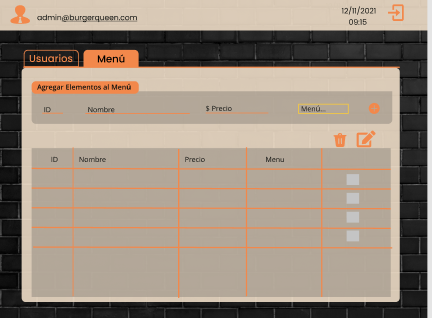 admin@burgerqueen.com
12/11/2021
09:15
Usuarios Menú
Agregar Elementos al Menú
ID Nombre $ Precio Menú...
ID Nombre Precio Menu